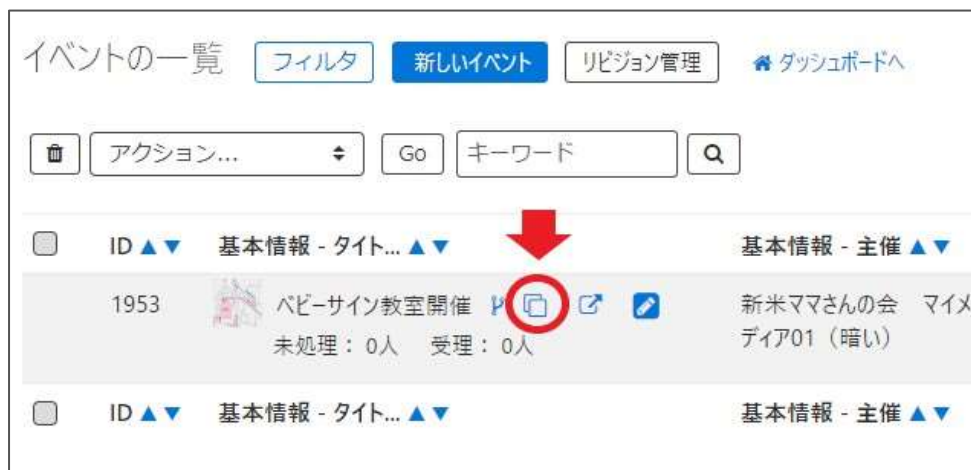 イベントの一覧 フィルタ 新しいイベント リビジョン管理 ダッシュボードへ
アクション... Go キーワード
ID ▲▼ 基本情報 - タイト... ▲▼ 基本情報 - 主催 ▲▼
1953 ベビーサイン教室開催 新米ママさんの会 マイメ
未処理: 0人 受理: 0人 ディア01(暗い)
ID ▲▼ 基本情報 - タイト... ▲▼ 基本情報 - 主催 ▲▼